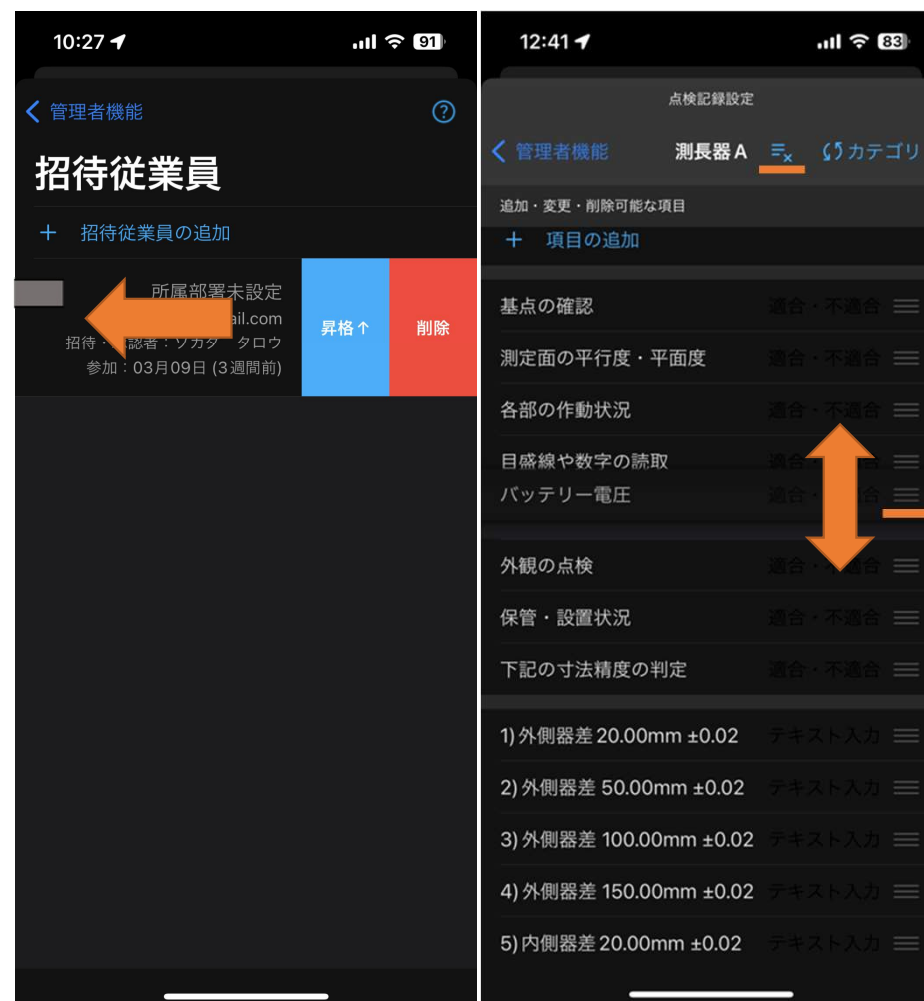 10:27
91
管理者機能
?
招待従業員
+ 招待従業員の追加
所属部署未設定
ail.com
招待・
認者：ソガタ タロウ
参加：03月09日 (3週間前)
昇格↑
削除
12:41
83
点検記録設定
管理者機能
測長器A
カテゴリ
追加・変更・削除可能な項目
+ 項目の追加
基点の確認 適合・不適合
測定面の平行度・平面度 適合・不適合
各部の作動状況 適合・不適合
目盛線や数字の読取 適合
バッテリー電圧 適合・ 合
外観の点検 適合・不適合
保管・設置状況 適合・不適合
下記の寸法精度の判定 適合・不適合
1) 外側器差 20.00mm ±0.02 テキスト入力
2) 外側器差 50.00mm ±0.02 テキスト入力
3) 外側器差 100.00mm ±0.02 テキスト入力
4) 外側器差 150.00mm ±0.02 テキスト入力
5) 内側器差 20.00mm ±0.02 テキスト入力